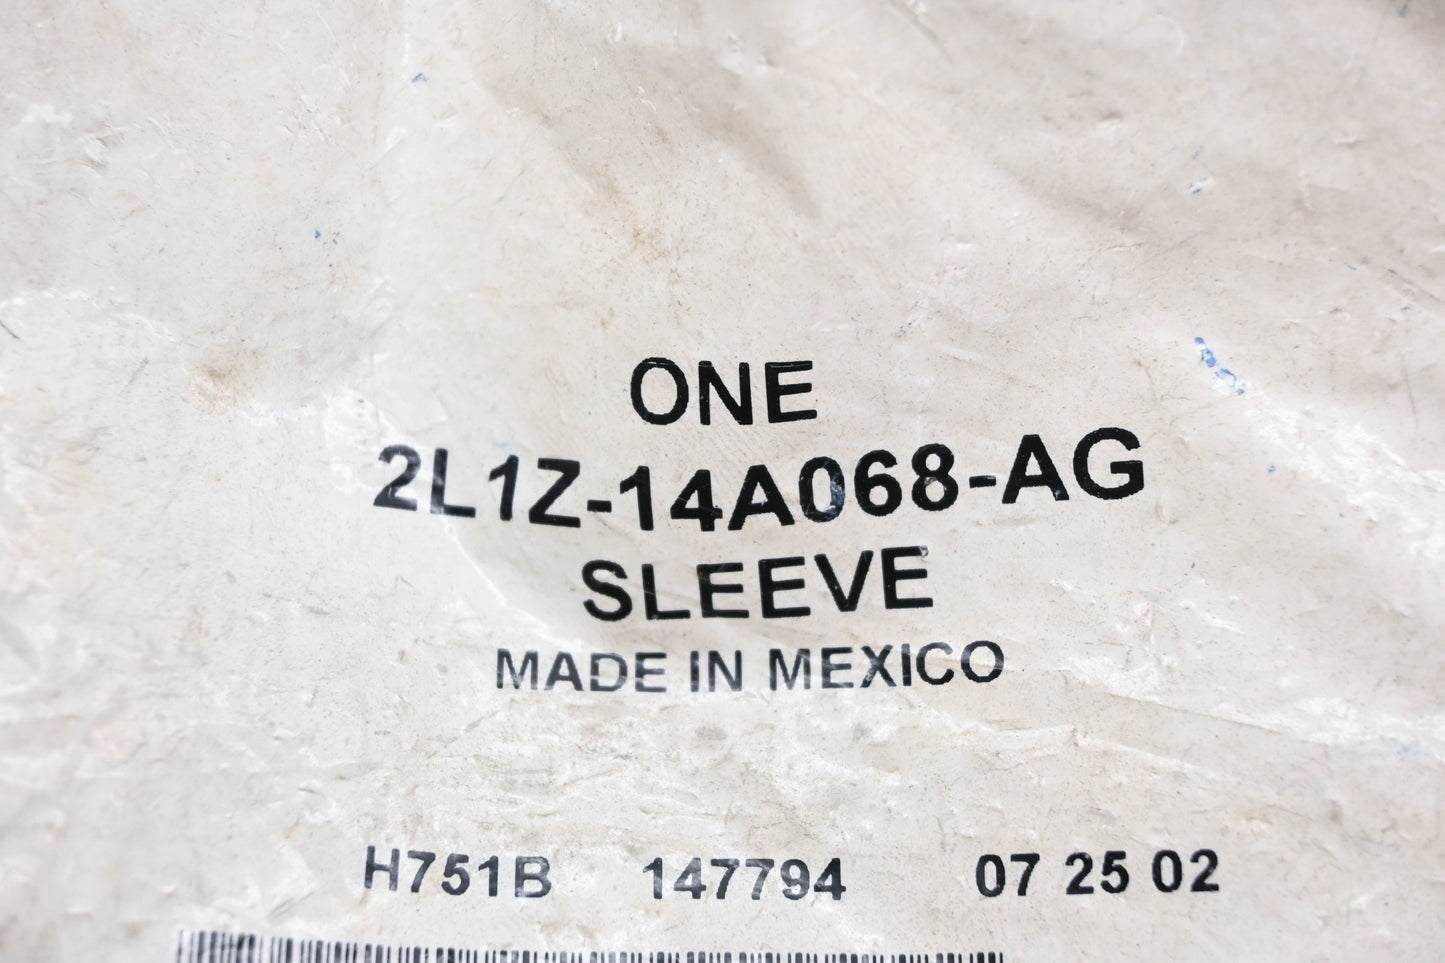 ONE
2L1Z-14A068-AG
SLEEVE
MADE IN MEXICO
H751B 147794 07 25 02